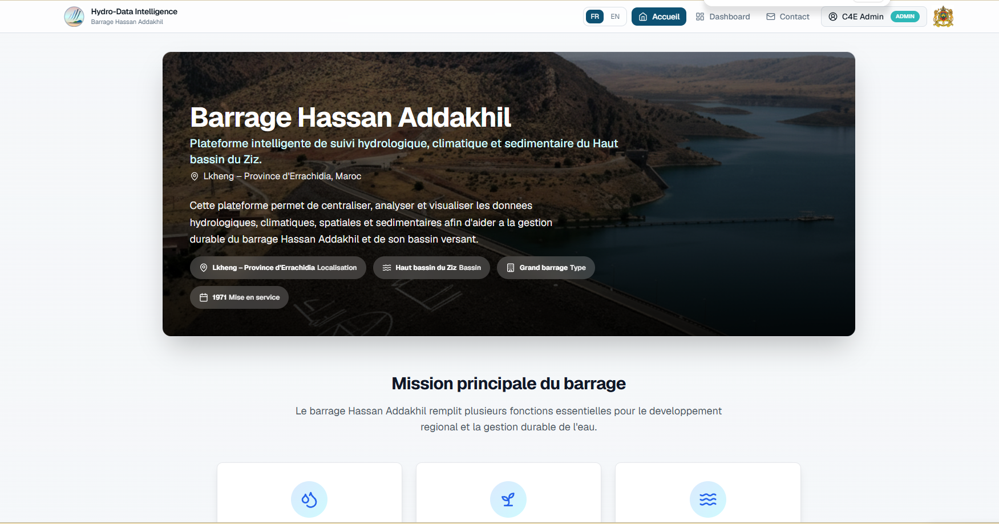 Hydro-Data Intelligence
Barrage Hassan Addakhil
FR EN Accueil Dashboard Contact C4E Admin ADMIN
Barrage Hassan Addakhil
Plateforme intelligente de suivi hydrologique, climatique et sedimentaire du Haut
bassin du Ziz.
Lkheng – Province d'Errachidia, Maroc
Cette plateforme permet de centraliser, analyser et visualiser les donnees
hydrologiques, climatiques, spatiales et sedimentaires afin d'aider a la gestion
durable du barrage Hassan Addakhil et de son bassin versant.
Lkheng – Province d'Errachidia Localisation
Haut bassin du Ziz Bassin
Grand barrage Type
1971 Mise en service
Mission principale du barrage
Le barrage Hassan Addakhil remplit plusieurs fonctions essentielles pour le developpement
regional et la gestion durable de l'eau.